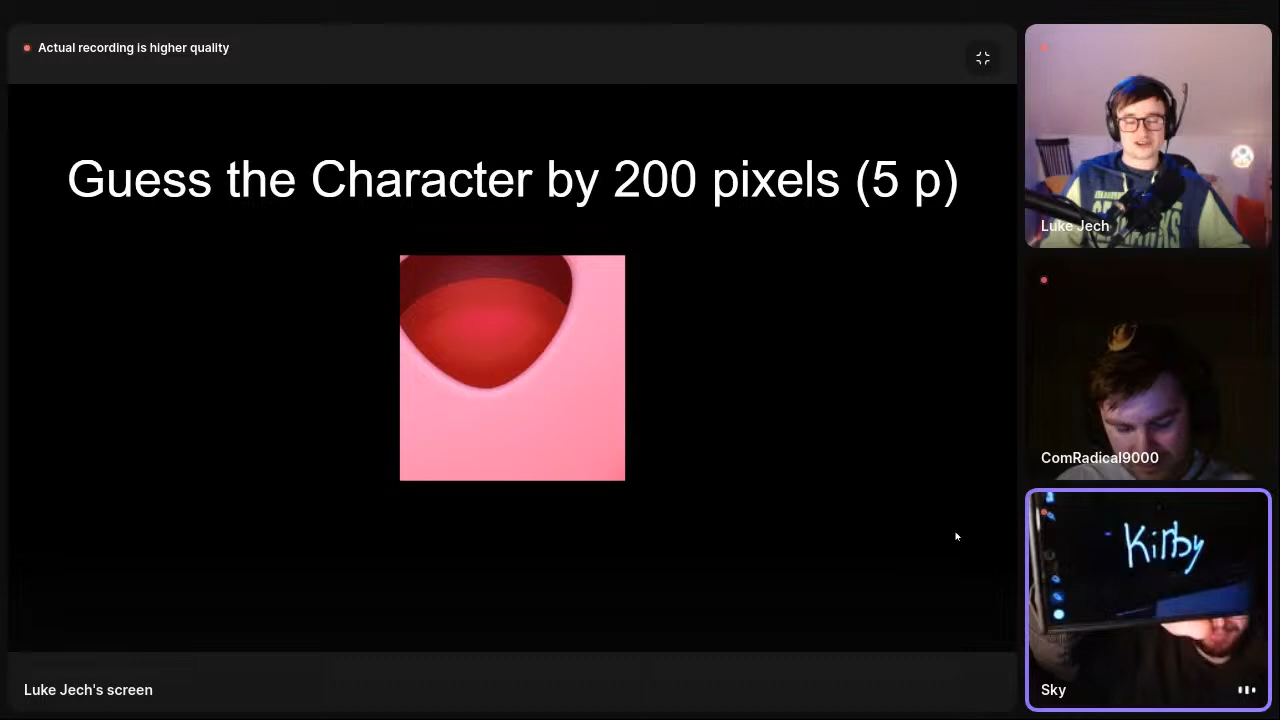 Actual recording is higher quality
Guess the Character by 200 pixels (5 p)
Luke Jech
ComRadical9000
Kirby
Sky
Luke Jech's screen